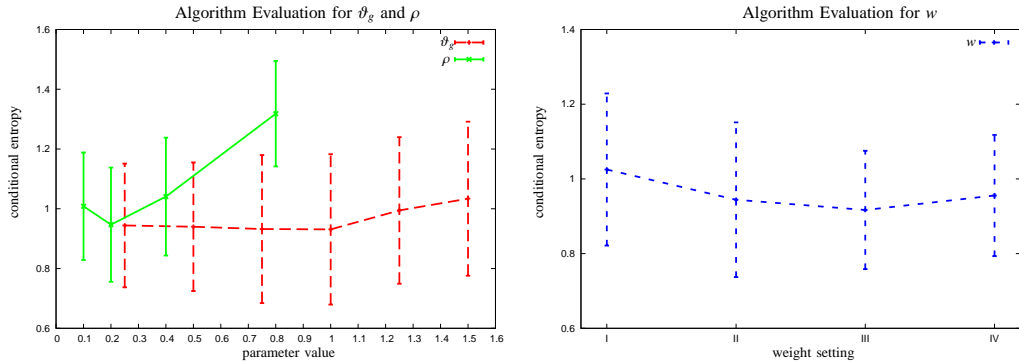 Algorithm Evaluation for ϑg and ρ
1.6
1.4
1.2
1
0.8
0.6
conditional entropy
ϑg
ρ
0 0.1 0.2 0.3 0.4 0.5 0.6 0.7 0.8 0.9 1 1.1 1.2 1.3 1.4 1.5 1.6
parameter value
Algorithm Evaluation for w
1.4
1.2
1
0.8
0.6
conditional entropy
w
I II III IV
weight setting